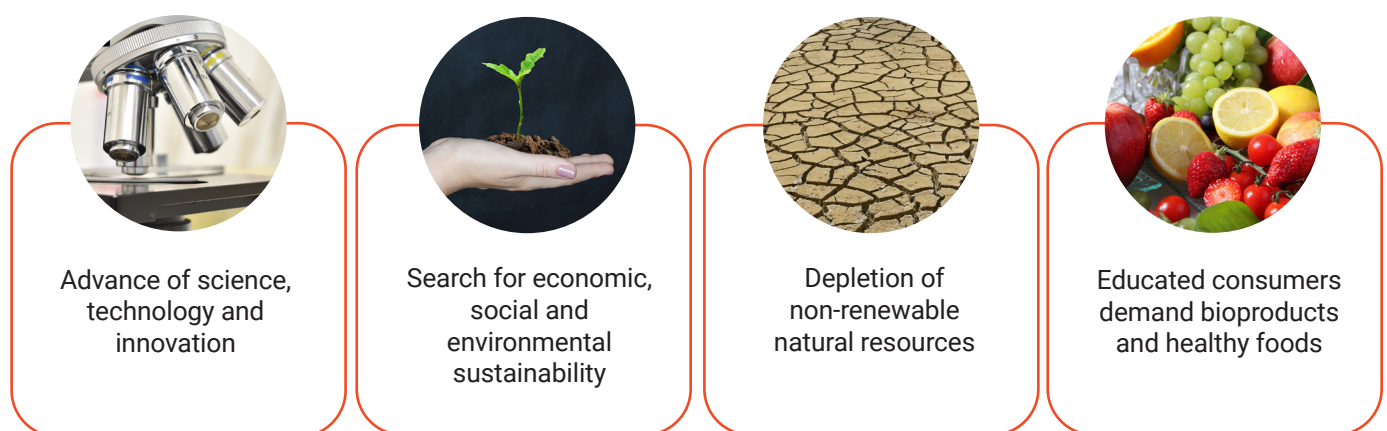 Advance of science,
technology and
innovation
Search for economic,
social and
environmental
sustainability
Depletion of
non-renewable
natural resources
Educated consumers
demand bioproducts
and healthy foods